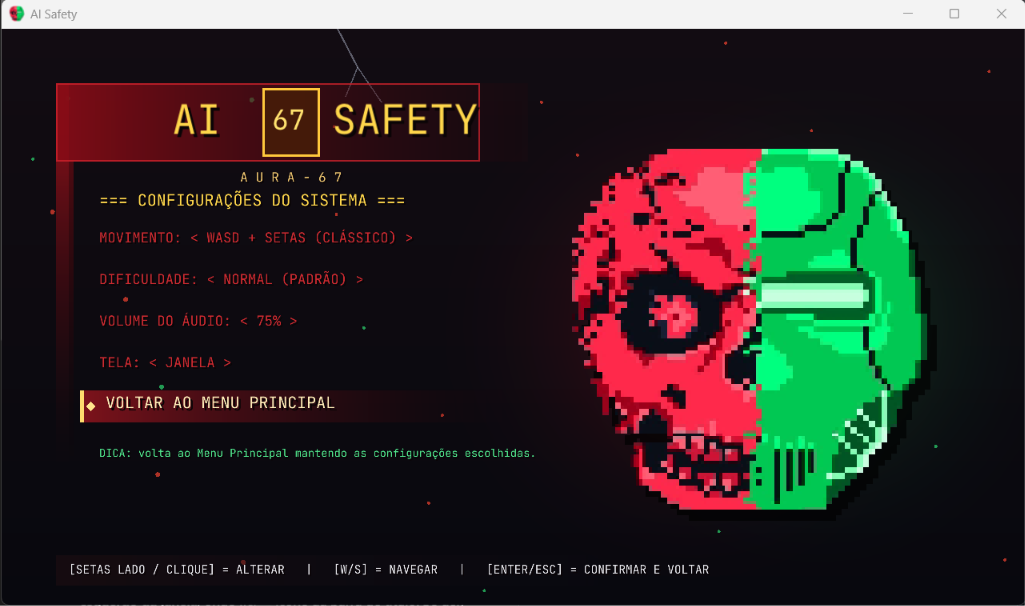 AI Safety
AI 67 SAFETY
AURA-67
=== CONFIGURAÇÕES DO SISTEMA ===
MOVIMENTO: < WASD + SETAS (CLÁSSICO) >
DIFICULDADE: < NORMAL (PADRÃO) >
VOLUME DO ÁUDIO: < 75% >
TELA: < JANELA >
VOLTAR AO MENU PRINCIPAL
DICA: volta ao Menu Principal mantendo as configurações escolhidas.
[SETAS LADO / CLIQUE] = ALTERAR | [W/S] = NAVEGAR | [ENTER/ESC] = CONFIRMAR E VOLTAR